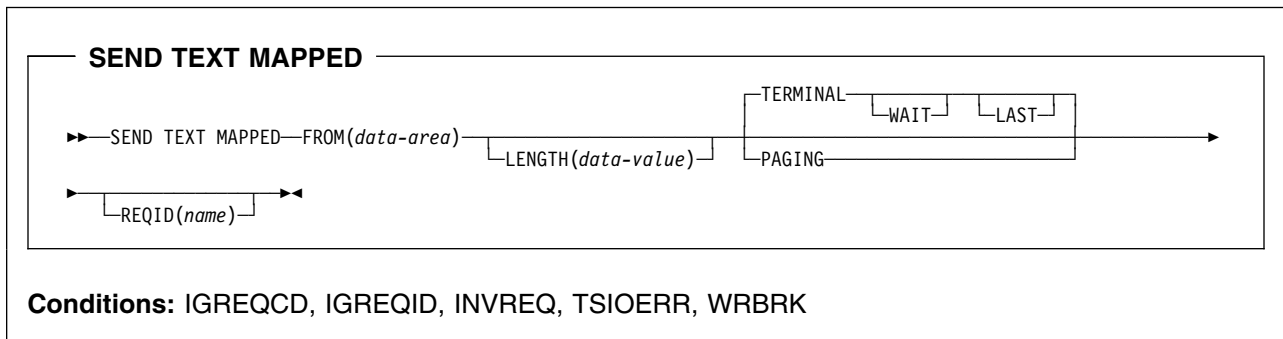 SEND TEXT MAPPED
TERMINAL
WAIT LAST
SEND TEXT MAPPED FROM(data-area)
LENGTH(data-value) PAGING
REQID(name)
Conditions: IGREQCD, IGREQID, INVREQ, TSIOERR, WRBRK